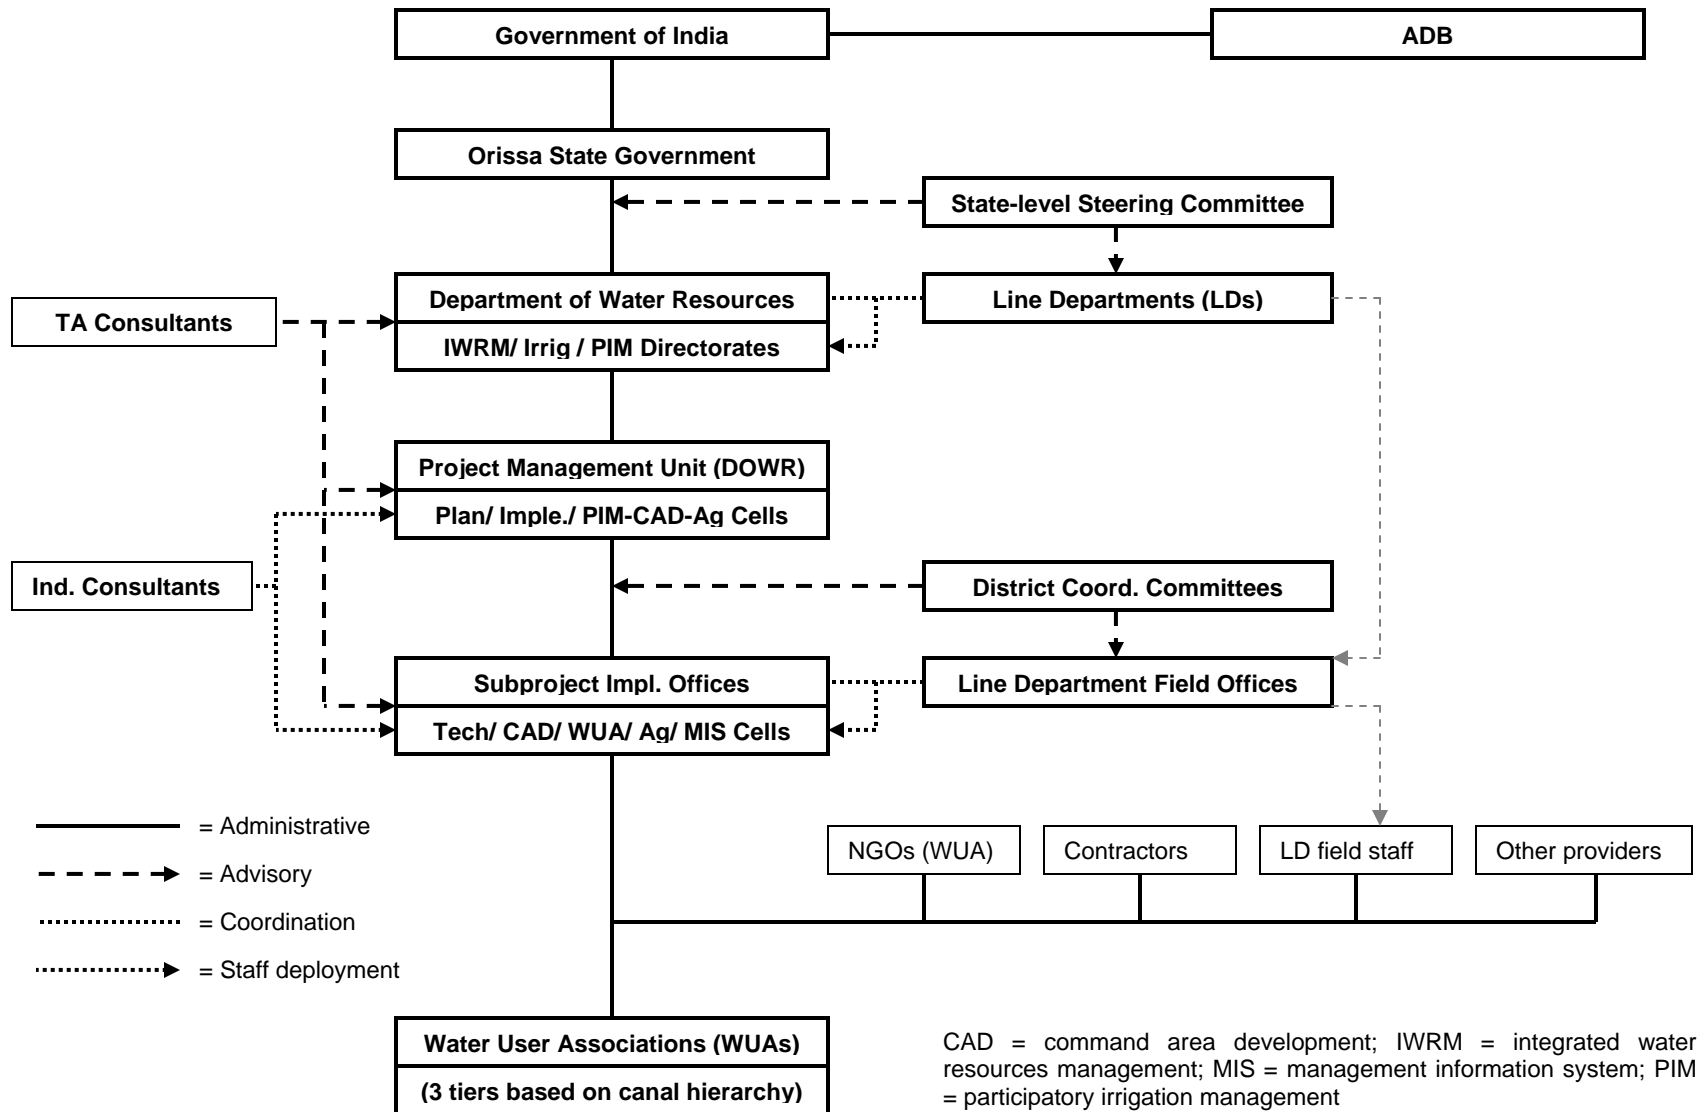 Government of India
ADB
Orissa State Government
State-level Steering Committee
Department of Water Resources
Line Departments (LDs)
TA Consultants
IWRM/ Irrig / PIM Directorates
Project Management Unit (DOWR)
Plan/ Imple./ PIM-CAD-Ag Cells
Ind. Consultants
District Coord. Committees
Subproject Impl. Offices
Line Department Field Offices
Tech/ CAD/ WUA/ Ag/ MIS Cells
= Administrative
= Advisory
= Coordination
= Staff deployment
NGOs (WUA)
Contractors
LD field staff
Other providers
Water User Associations (WUAs)
(3 tiers based on canal hierarchy)
CAD = command area development; IWRM = integrated water
resources management; MIS = management information system; PIM
= participatory irrigation management